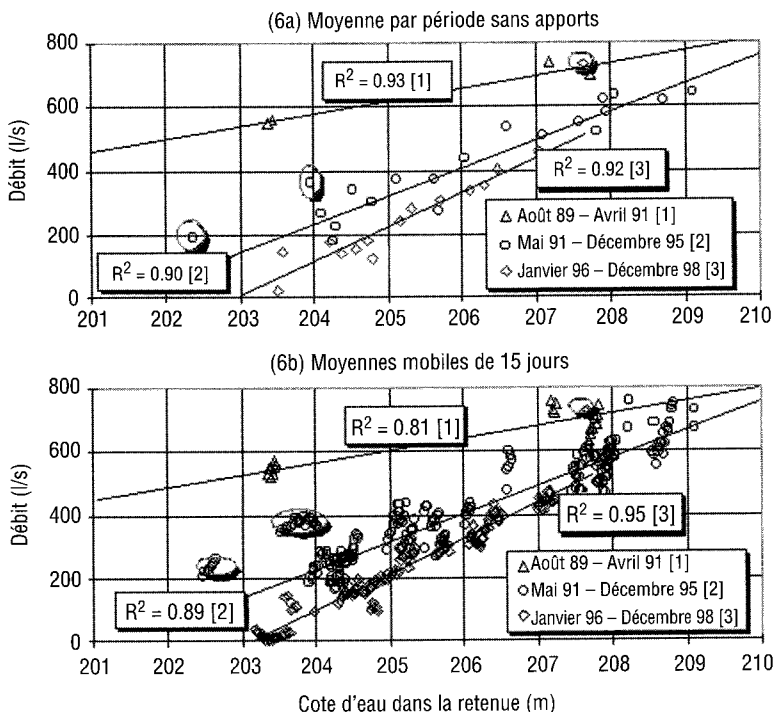 (6a) Moyenne par période sans apports
Débit (l/s)
800
600
400
200
0
R² = 0.93 [1]
R² = 0.92 [3]
R² = 0.90 [2]
Août 89 – Avril 91 [1]
Mai 91 – Décembre 95 [2]
Janvier 96 – Décembre 98 [3]
201 202 203 204 205 206 207 208 209 210
(6b) Moyennes mobiles de 15 jours
Débit (l/s)
800
600
400
200
0
R² = 0.81 [1]
R² = 0.95 [3]
R² = 0.89 [2]
Août 89 – Avril 91 [1]
Mai 91 – Décembre 95 [2]
Janvier 96 – Décembre 98 [3]
201 202 203 204 205 206 207 208 209 210
Cote d'eau dans la retenue (m)